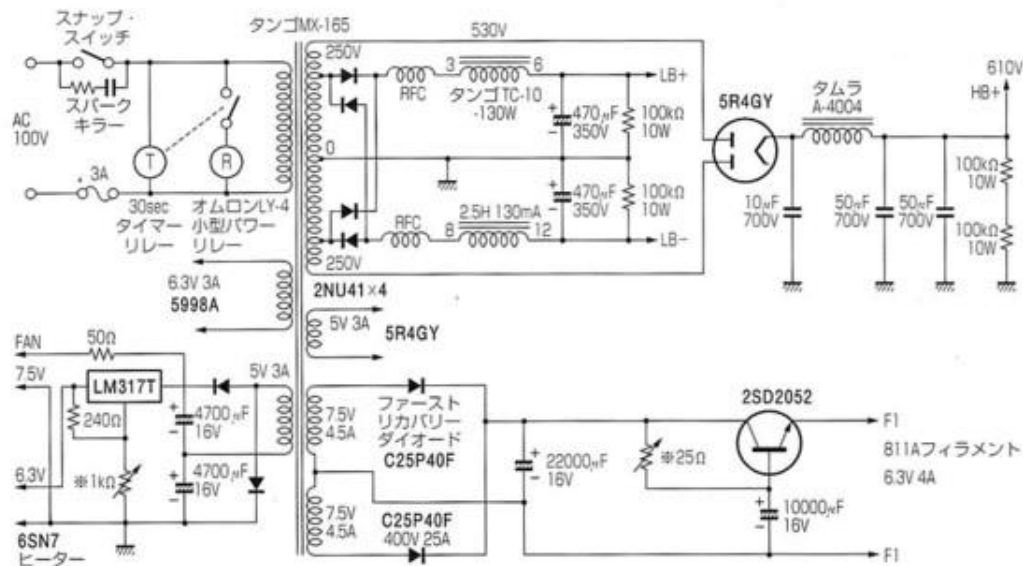 スナップ・
スイッチ
スパーク
キラー
AC
100V
3A
T
R
30sec
タイマー
リレー
オムロンLY-4
小型パワー
リレー
タンゴMX-165
530V
250V
0
250V
RFC
3
6
タンゴTC-10
-130W
RFC
2.5H 130mA
8
12
+
470μF
350V
-
+
470μF
350V
-
100kΩ
10W
100kΩ
10W
LB+
LB-
5R4GY
タムラ
A-4004
610V
HB+
10μF
700V
50μF
700V
50μF
700V
100kΩ
10W
100kΩ
10W
6.3V 3A
5998A
2NU41×4
5V 3A
5R4GY
FAN
50Ω
7.5V
LM317T
5V 3A
240Ω
+
4700μF
16V
-
6.3V
※1kΩ
+
4700μF
16V
-
6SN7
ヒーター
7.5V
4.5A
ファースト
リカバリー
ダイオード
C25P40F
7.5V
4.5A
C25P40F
400V 25A
+
22000μF
16V
-
※25Ω
2SD2052
+
10000μF
16V
-
F1
811Aフィラメント
6.3V 4A
F1